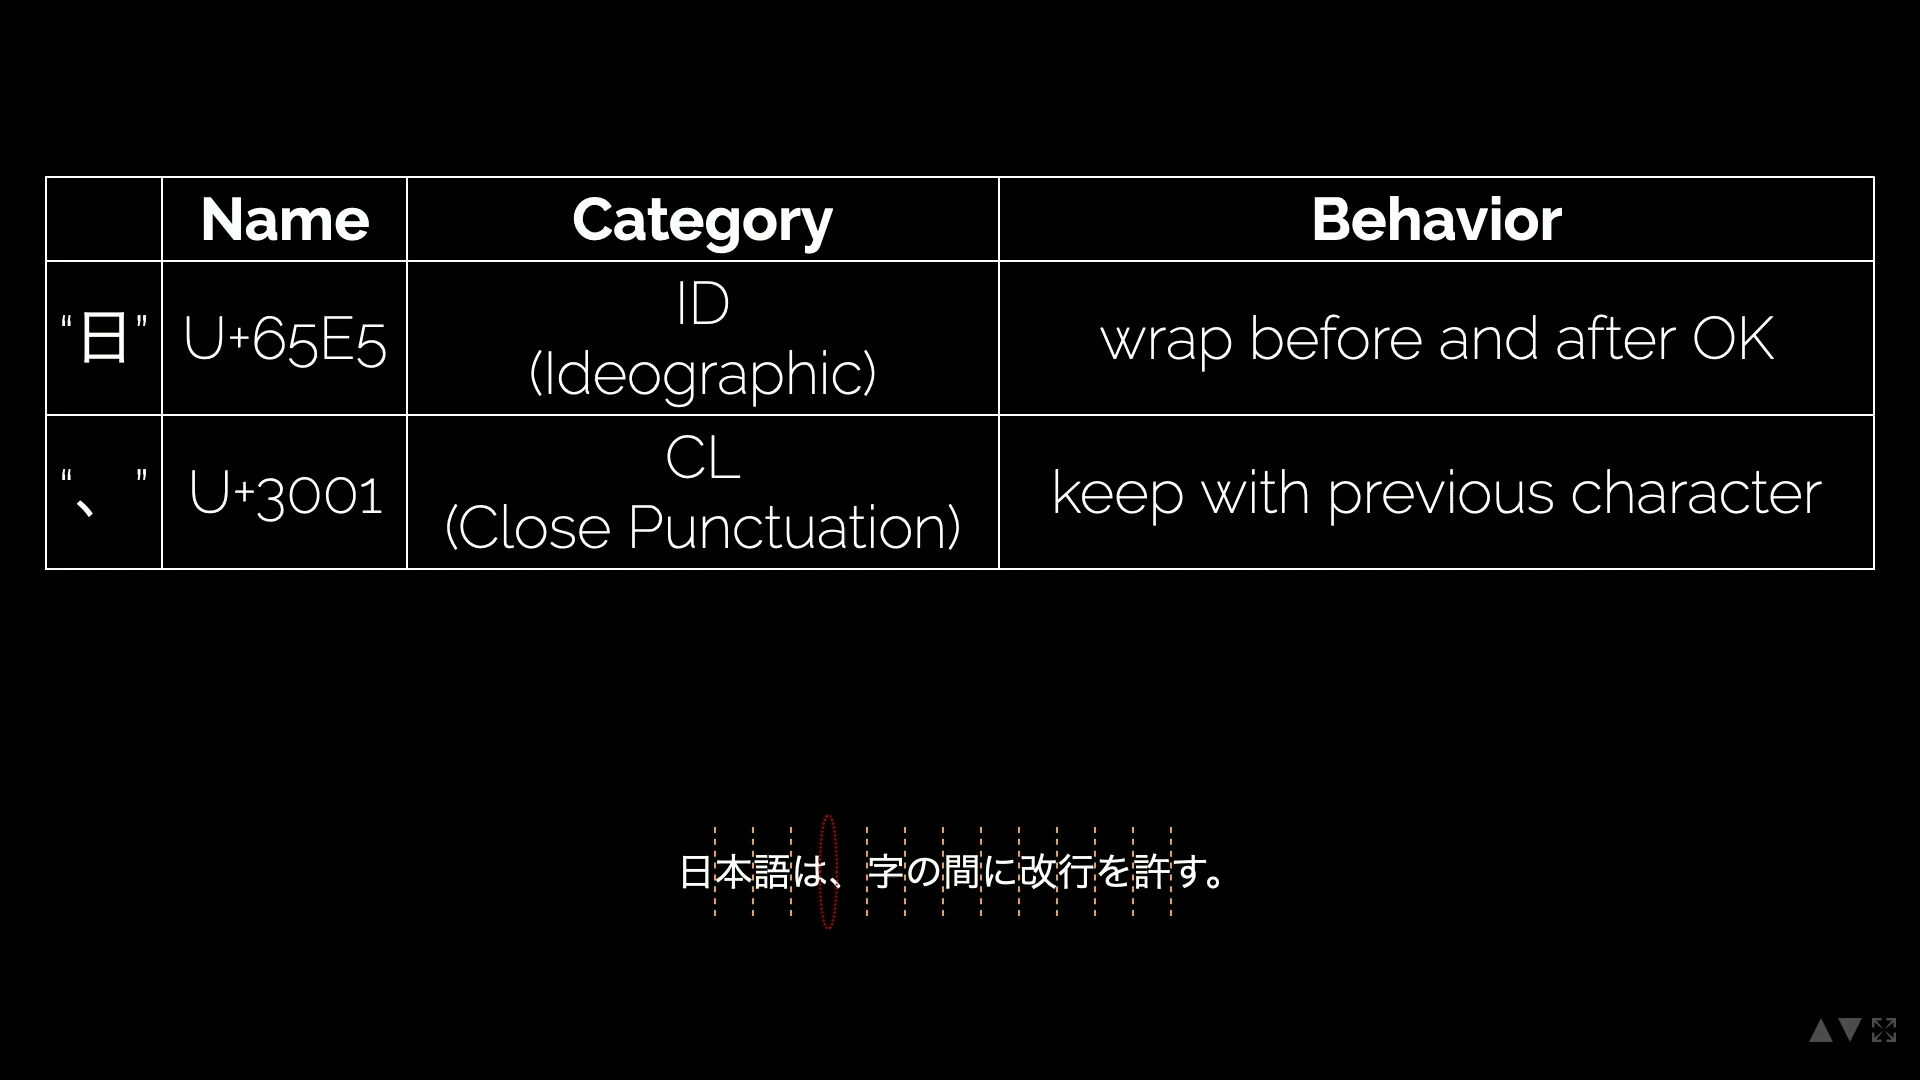 Name Category Behavior
“日” U+65E5 ID wrap before and after OK
(Ideographic)
“、” U+3001 CL keep with previous character
(Close Punctuation)
日本語は、字の間に改行を許す。